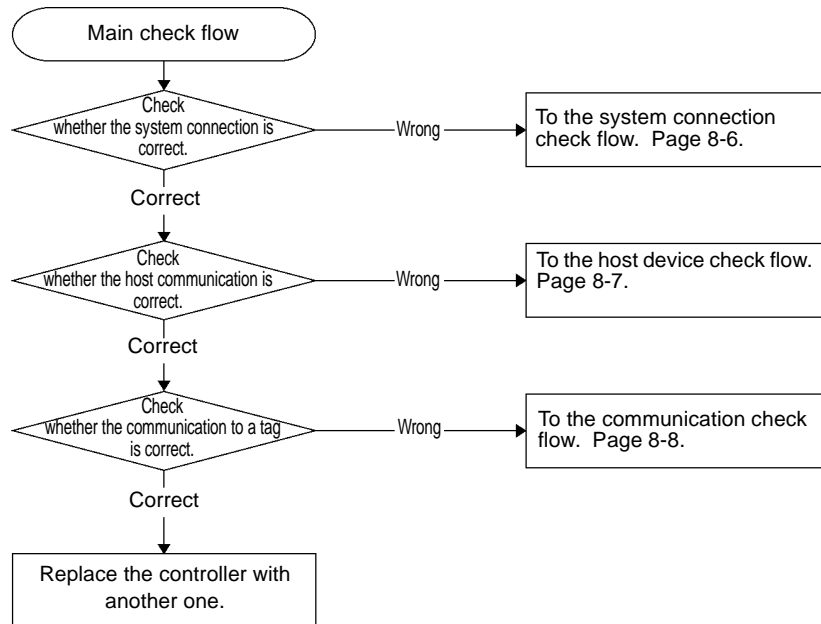 Main check flow
Check
whether the system connection is
correct.
Wrong
To the system connection
check flow. Page 8-6.
Correct
Check
whether the host communication is
correct.
Wrong
To the host device check flow.
Page 8-7.
Correct
Check
whether the communication to a tag
is correct.
Wrong
To the communication check
flow. Page 8-8.
Correct
Replace the controller with
another one.